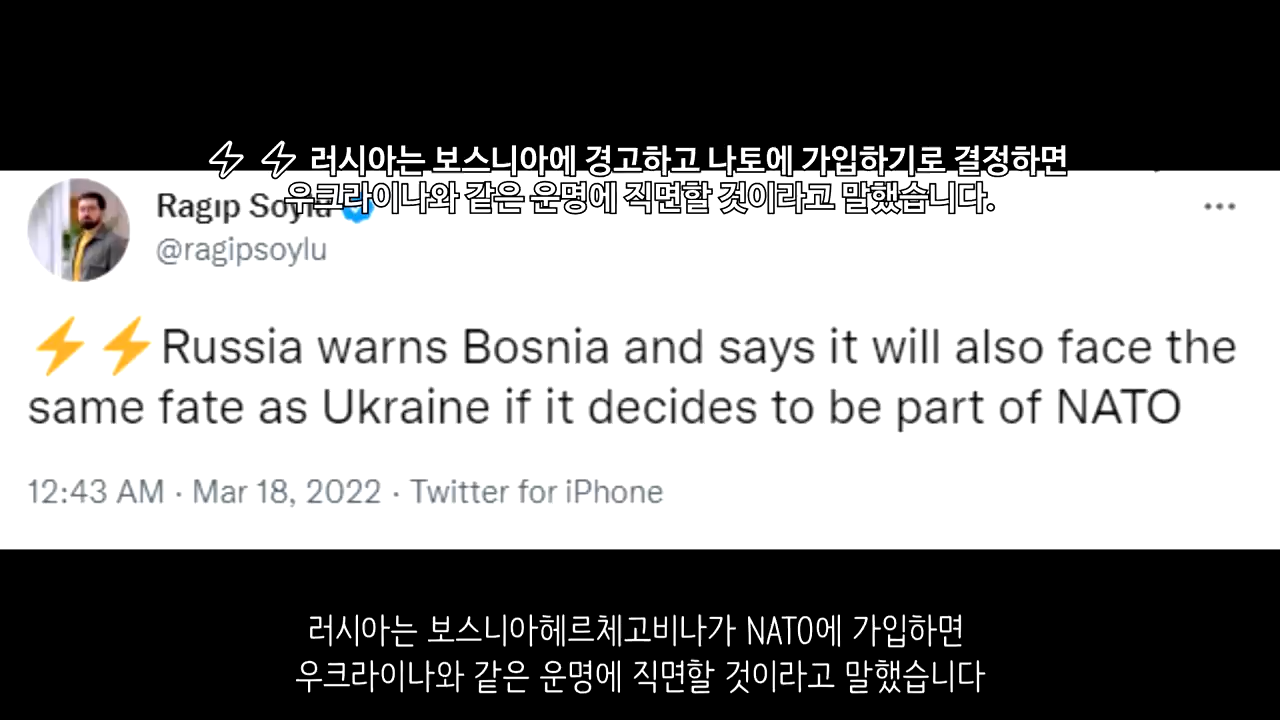 ⚡ ⚡ 러시아는 보스니아에 경고하고 나토에 가입하기로 결정하면
우크라이나와 같은 운명에 직면할 것이라고 말했습니다.
Ragıp Soylu
@ragipsoylu
⚡⚡Russia warns Bosnia and says it will also face the
same fate as Ukraine if it decides to be part of NATO
12:43 AM · Mar 18, 2022 · Twitter for iPhone
러시아는 보스니아헤르체고비나가 NATO에 가입하면
우크라이나와 같은 운명에 직면할 것이라고 말했습니다